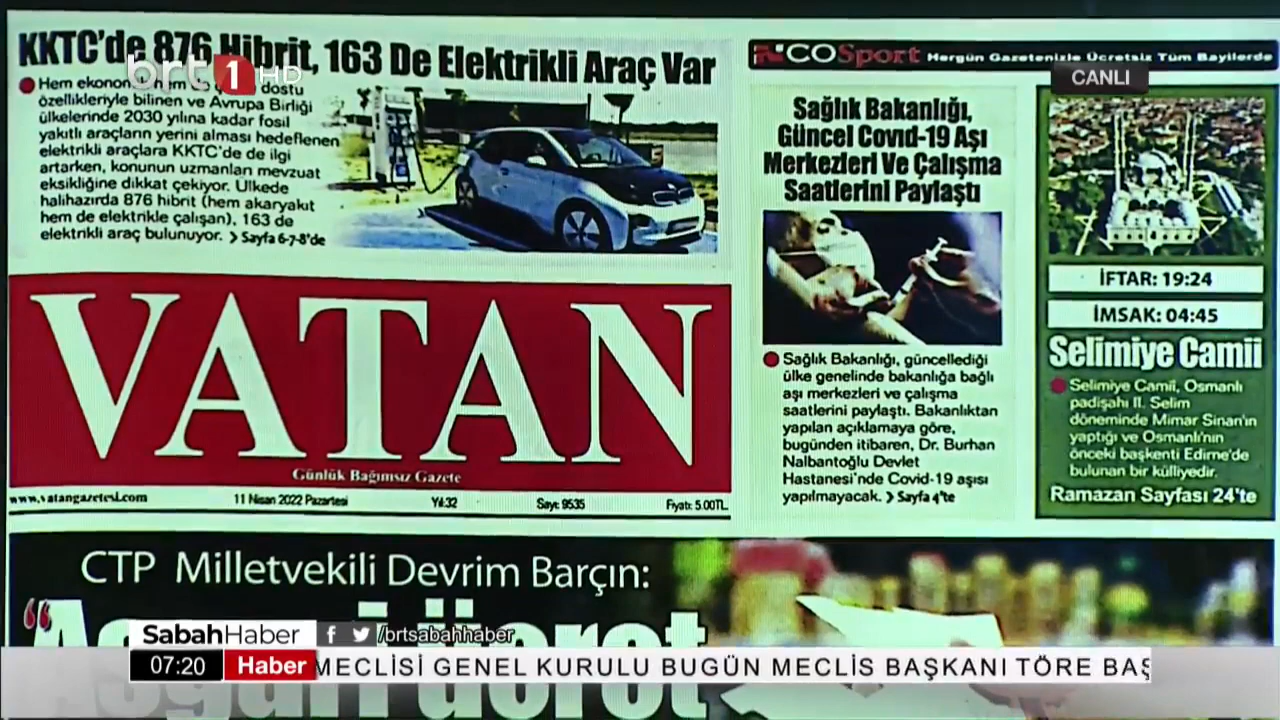 KKTC'de 876 Hibrit, 163 De Elektrikli Araç Var
brt 1 HD
Hem ekonomik hem dostu
özellikleriyle bilinen ve Avrupa Birliği
ülkelerinde 2030 yılına kadar fosil
yakıtlı araçların yerini alması hedeflenen
elektrikli araçlara KKTC'de de ilgi
artarken, konunun uzmanları mevzuat
eksikliğine dikkat çekiyor. Ülkede
halihazırda 876 hibrit (hem akaryakıt
hem de elektrikle çalışan), 163 de
elektrikli araç bulunuyor. Sayfa 6-7-8'de
COSport Hergün Gazetenizle Ücretsiz Tüm Bayilerde
CANLI
Sağlık Bakanlığı,
Güncel Covıd-19 Aşı
Merkezleri Ve Çalışma
Saatlerini Paylaştı
Sağlık Bakanlığı, güncellediği
ülke genelinde bakanlığa bağlı
aşı merkezleri ve çalışma
saatlerini paylaştı. Bakanlıktan
yapılan açıklamaya göre,
bugünden itibaren, Dr. Burhan
Nalbantoğlu Devlet
Hastanesi'nde Covid-19 aşısı
yapılmayacak. Sayfa 4'te
İFTAR: 19:24
İMSAK: 04:45
Selimiye Camii
Selimiye Camii, Osmanlı
padişahı II. Selim
döneminde Mimar Sinan'ın
yaptığı ve Osmanlı'nın
önceki başkenti Edirne'de
bulunan bir külliyedir.
Ramazan Sayfası 24'te
VATAN
Günlük Bağımsız Gazete
www.vatangazetesi.com 11 Nisan 2022 Pazartesi Yıl:32 Sayı: 9535 Fiyatı: 5.00TL.
CTP Milletvekili Devrim Barçın:
"Asgari ücret
SabahHaber f /brtsabahhaber
07:20 Haber MECLİSİ GENEL KURULU BUGÜN MECLİS BAŞKANI TÖRE BAŞ